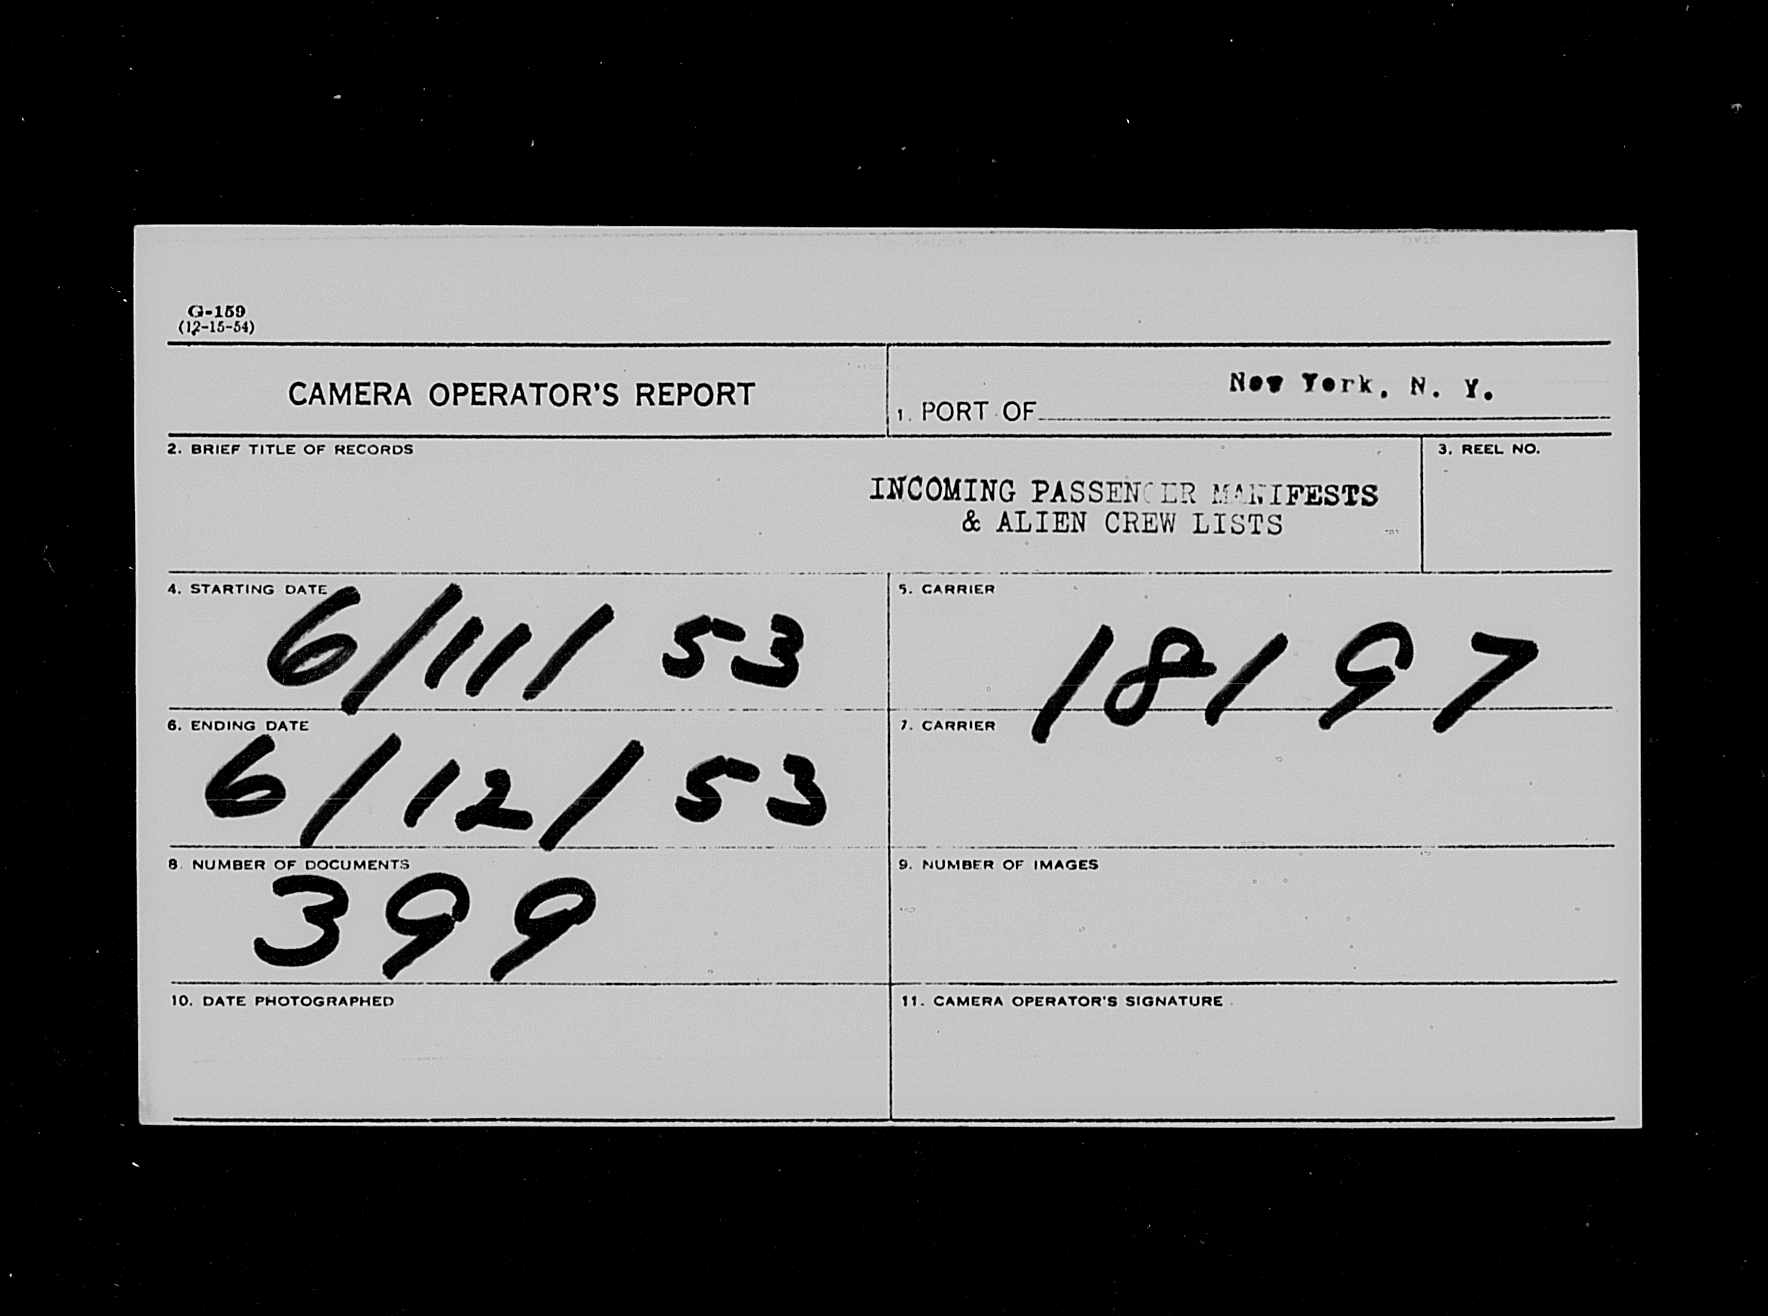 G-159
(12-15-54)
CAMERA OPERATOR'S REPORT
1. PORT OF New York, N. Y.
2. BRIEF TITLE OF RECORDS
INCOMING PASSENGER MANIFESTS
& ALIEN CREW LISTS
3. REEL NO.
4. STARTING DATE
6/11/53
5. CARRIER
18197
6. ENDING DATE
6/12/53
7. CARRIER
8. NUMBER OF DOCUMENTS
399
9. NUMBER OF IMAGES
10. DATE PHOTOGRAPHED
11. CAMERA OPERATOR'S SIGNATURE